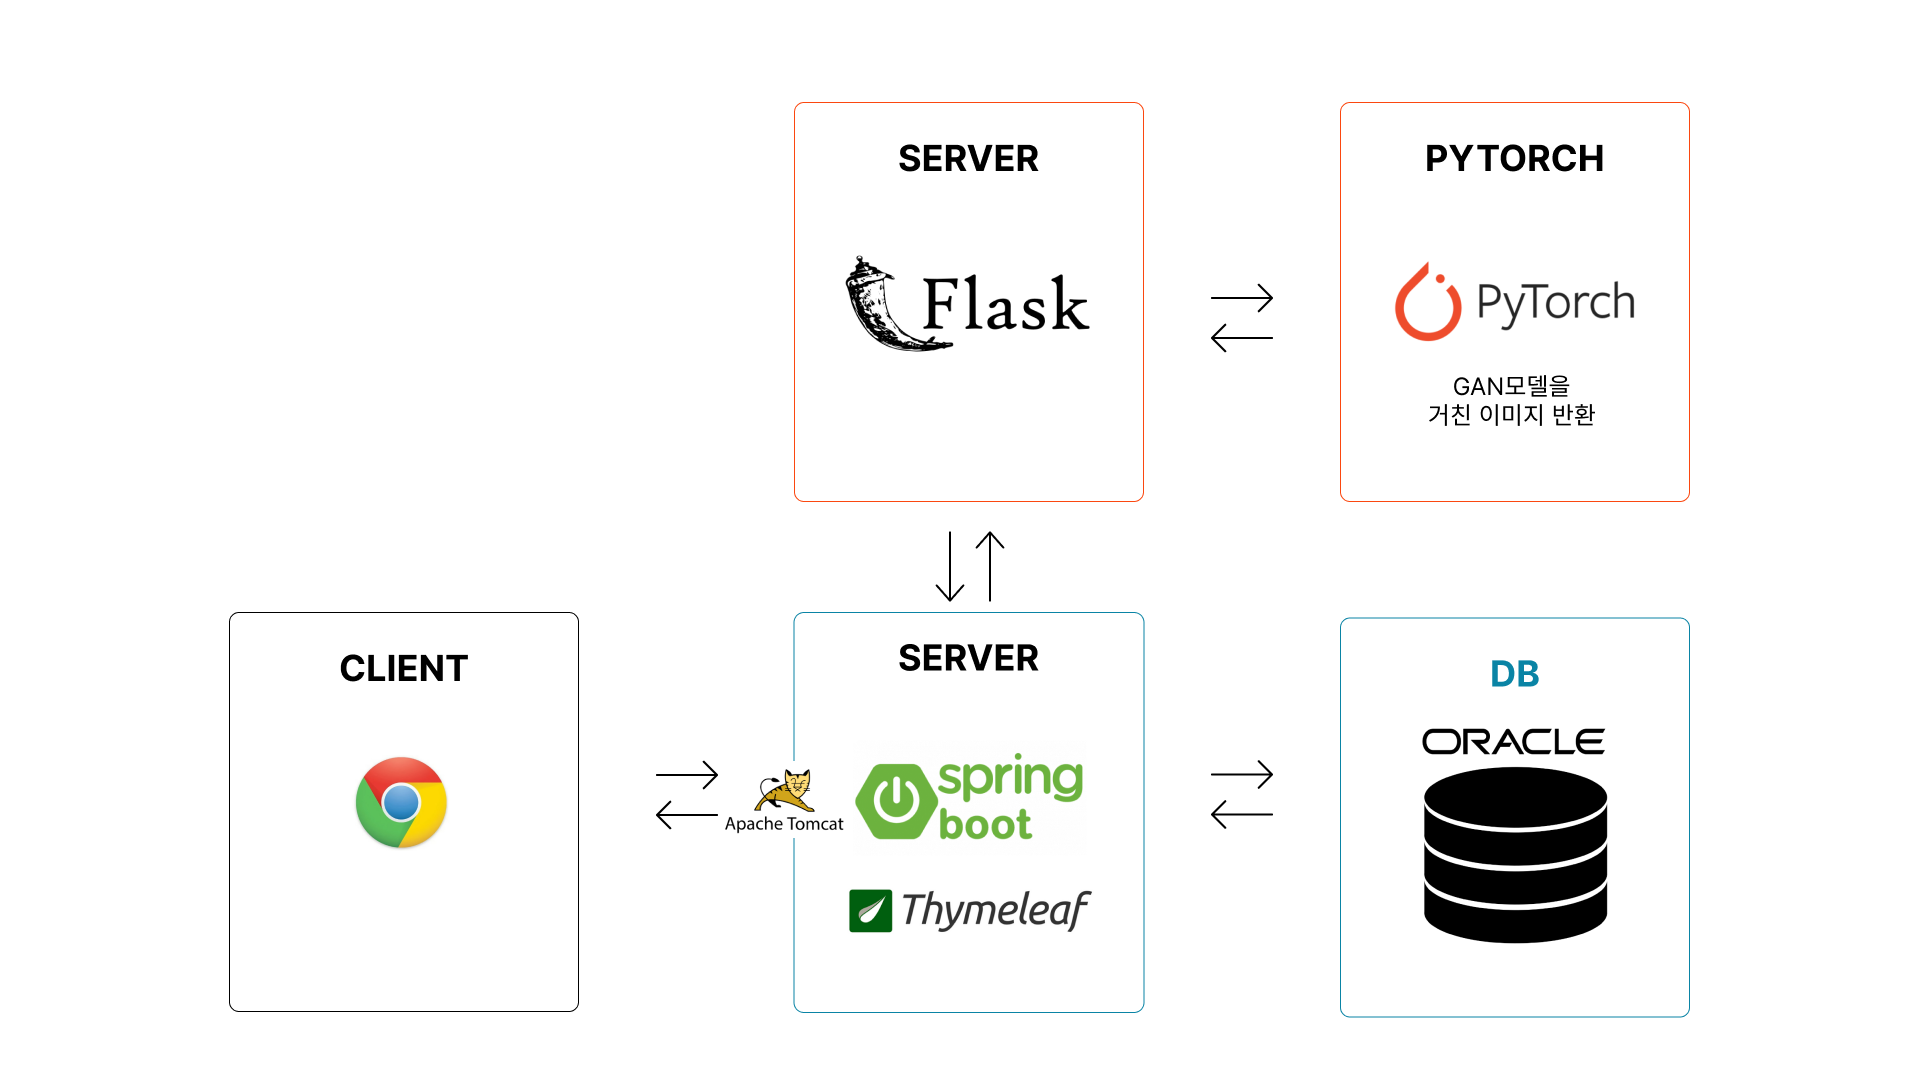 SERVER
Flask
PYTORCH
PyTorch
GAN모델을
거친 이미지 반환
CLIENT
SERVER
Apache Tomcat
spring
boot
Thymeleaf
DB
ORACLE